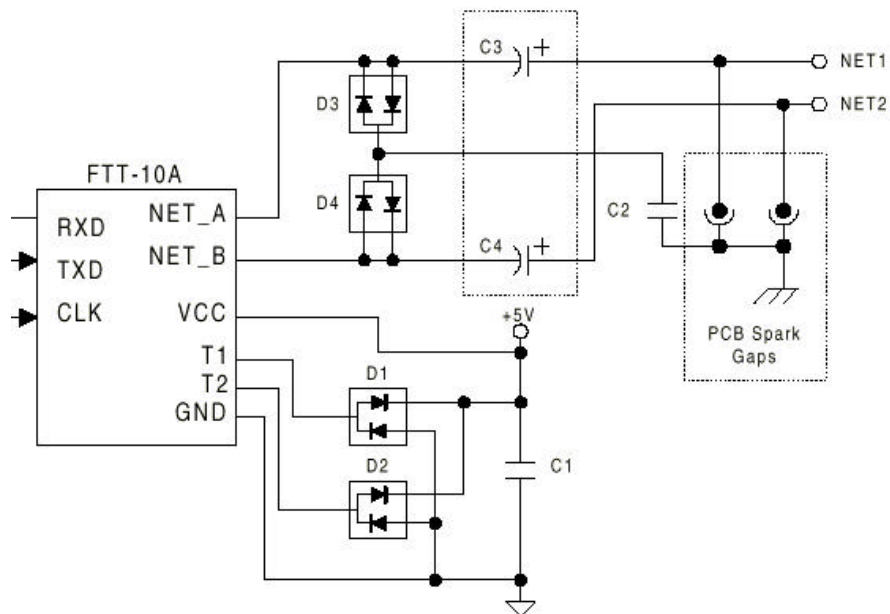 C3
+
NET1
D3
NET2
FTT-10A
D4
C2
RXD
NET_A
TXD
NET_B
C4
+
CLK
VCC
+5V
PCB Spark
Gaps
T1
D1
T2
GND
D2
C1